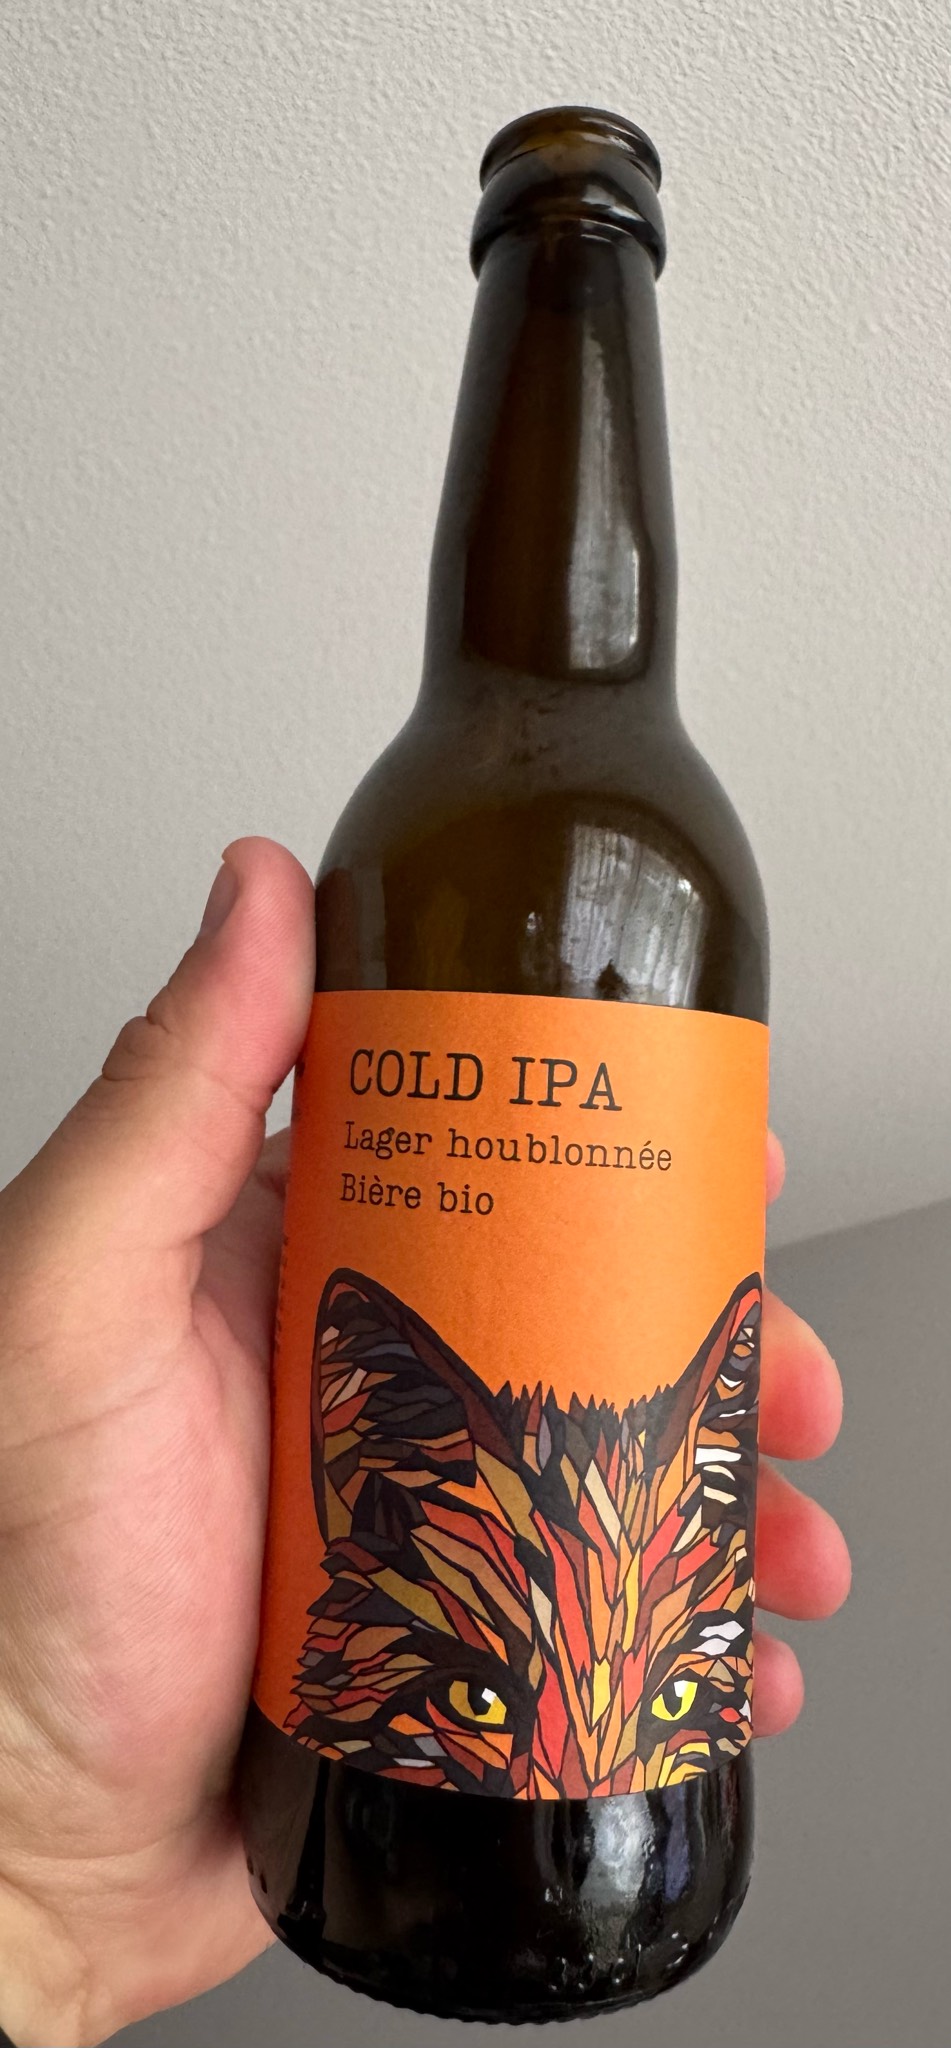 COLD IPA
Lager houblonnée
Bière bio